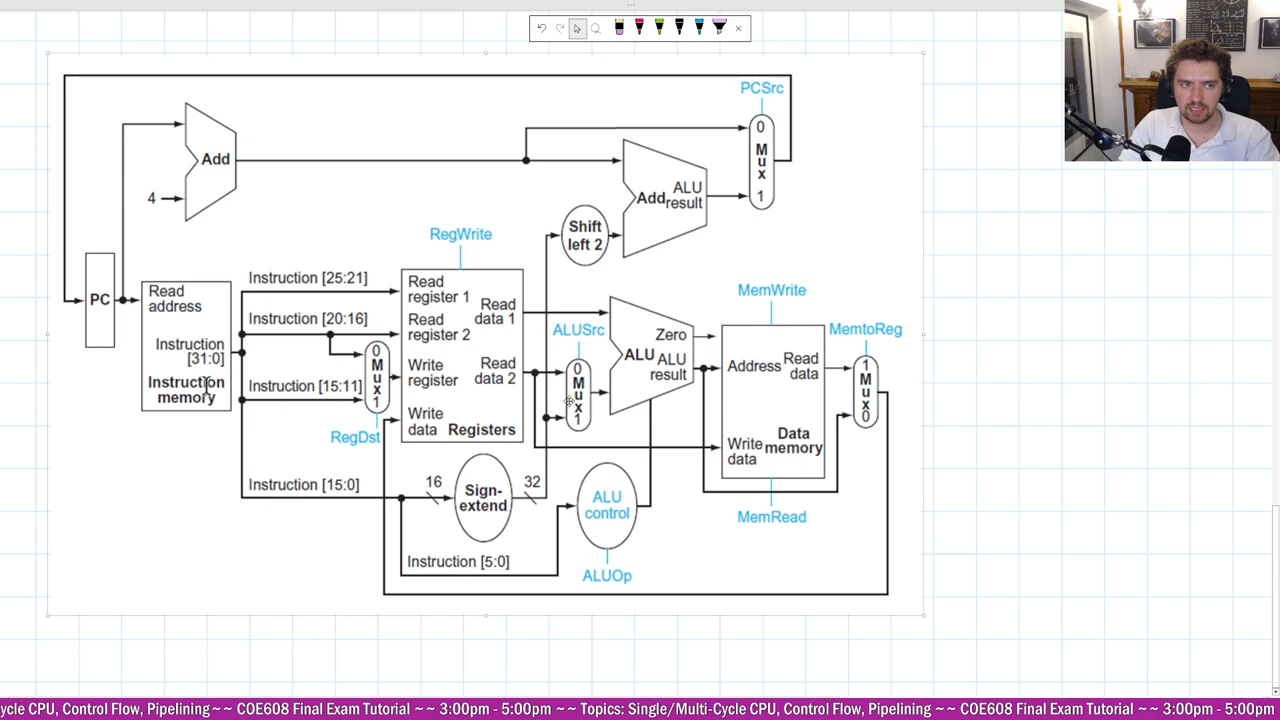 PCSrc
0
Mux
1
Add
4
Add
ALU
result
Shift
left 2
RegWrite
PC
Read
address
Instruction
[31:0]
Instruction
memory
Instruction [25:21]
Instruction [20:16]
Instruction [15:11]
Instruction [15:0]
0
Mux
1
RegDst
Read
register 1
Read
register 2
Write
register
Write
data
Read
data 1
Read
data 2
Registers
ALUSrc
0
Mux
1
Zero
ALU
ALU
result
MemWrite
Address
Read
data
Write
data
Data
memory
MemRead
MemtoReg
1
Mux
0
16
Sign-
extend
32
ALU
control
Instruction [5:0]
ALUOp
cycle CPU, Control Flow, Pipelining ~~ COE608 Final Exam Tutorial ~~ 3:00pm - 5:00pm ~~ Topics: Single/Multi-Cycle CPU, Control Flow, Pipelining ~~ COE608 Final Exam Tutorial ~~ 3:00pm - 5:00pm ~~